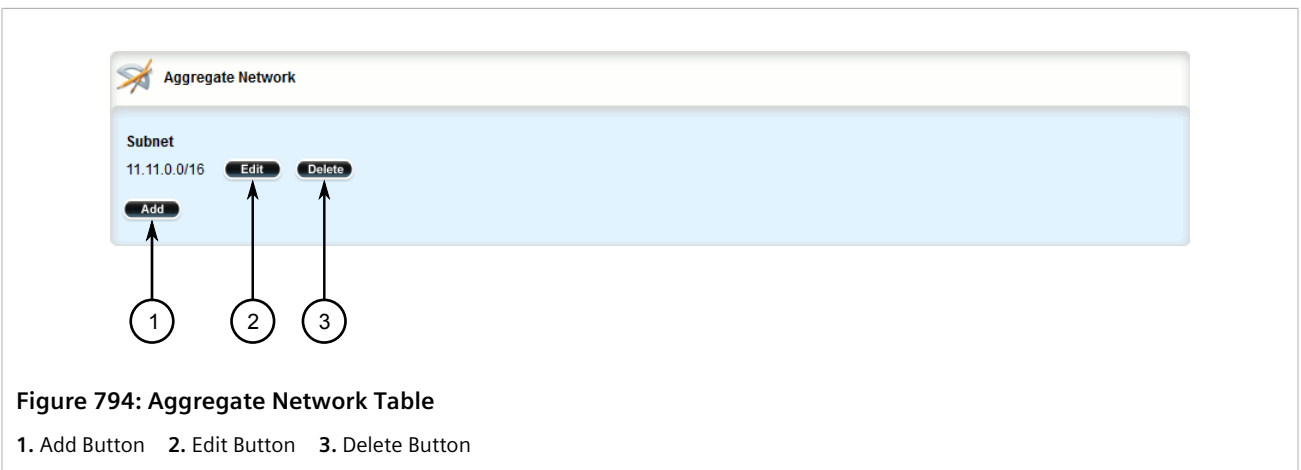 Aggregate Network
Subnet
11.11.0.0/16 Edit Delete
Add
1 2 3
Figure 794: Aggregate Network Table
1. Add Button 2. Edit Button 3. Delete Button